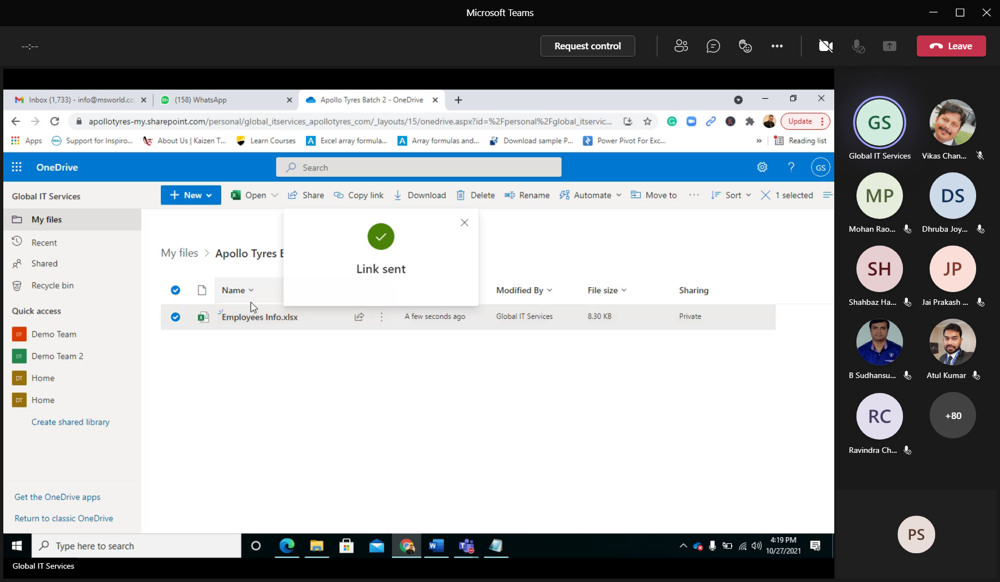 Microsoft Teams
--:--
Request control
Leave
Inbox (1,733) - info@msworld.co
99+
(158) WhatsApp
Apollo Tyres Batch 2 - OneDrive
apollotyres-my.sharepoint.com/personal/global_itservices_apollotyres_com/_layouts/15/onedrive.aspx?id=%2Fpersonal%2Fglobal_itservic...
Update
Apps
Support for Inspiro...
About Us | Kaizen T...
Learn Courses
Excel array formula...
Array formulas and...
Download sample P...
Power Pivot For Exc...
»
Reading list
OneDrive
Search
?
GS
Global IT Services
New
Open
Share
Copy link
Download
Delete
Rename
Automate
Move to
Sort
1 selected
My files
Recent
Shared
Recycle bin
Quick access
DT Demo Team
DT Demo Team 2
DT Home
DT Home
Create shared library
Get the OneDrive apps
Return to classic OneDrive
My files > Apollo Tyres B
Link sent
Name
Modified By
File size
Sharing
Employees Info.xlsx
A few seconds ago
Global IT Services
8.30 KB
Private
Type here to search
4:19 PM
10/27/2021
Global IT Services
GS
Global IT Services
Vikas Chan...
MP
Mohan Rao...
DS
Dhruba Joy...
SH
Shahbaz Ha...
JP
Jai Prakash ...
B Sudhansu...
Atul Kumar
RC
Ravindra Ch...
+80
PS